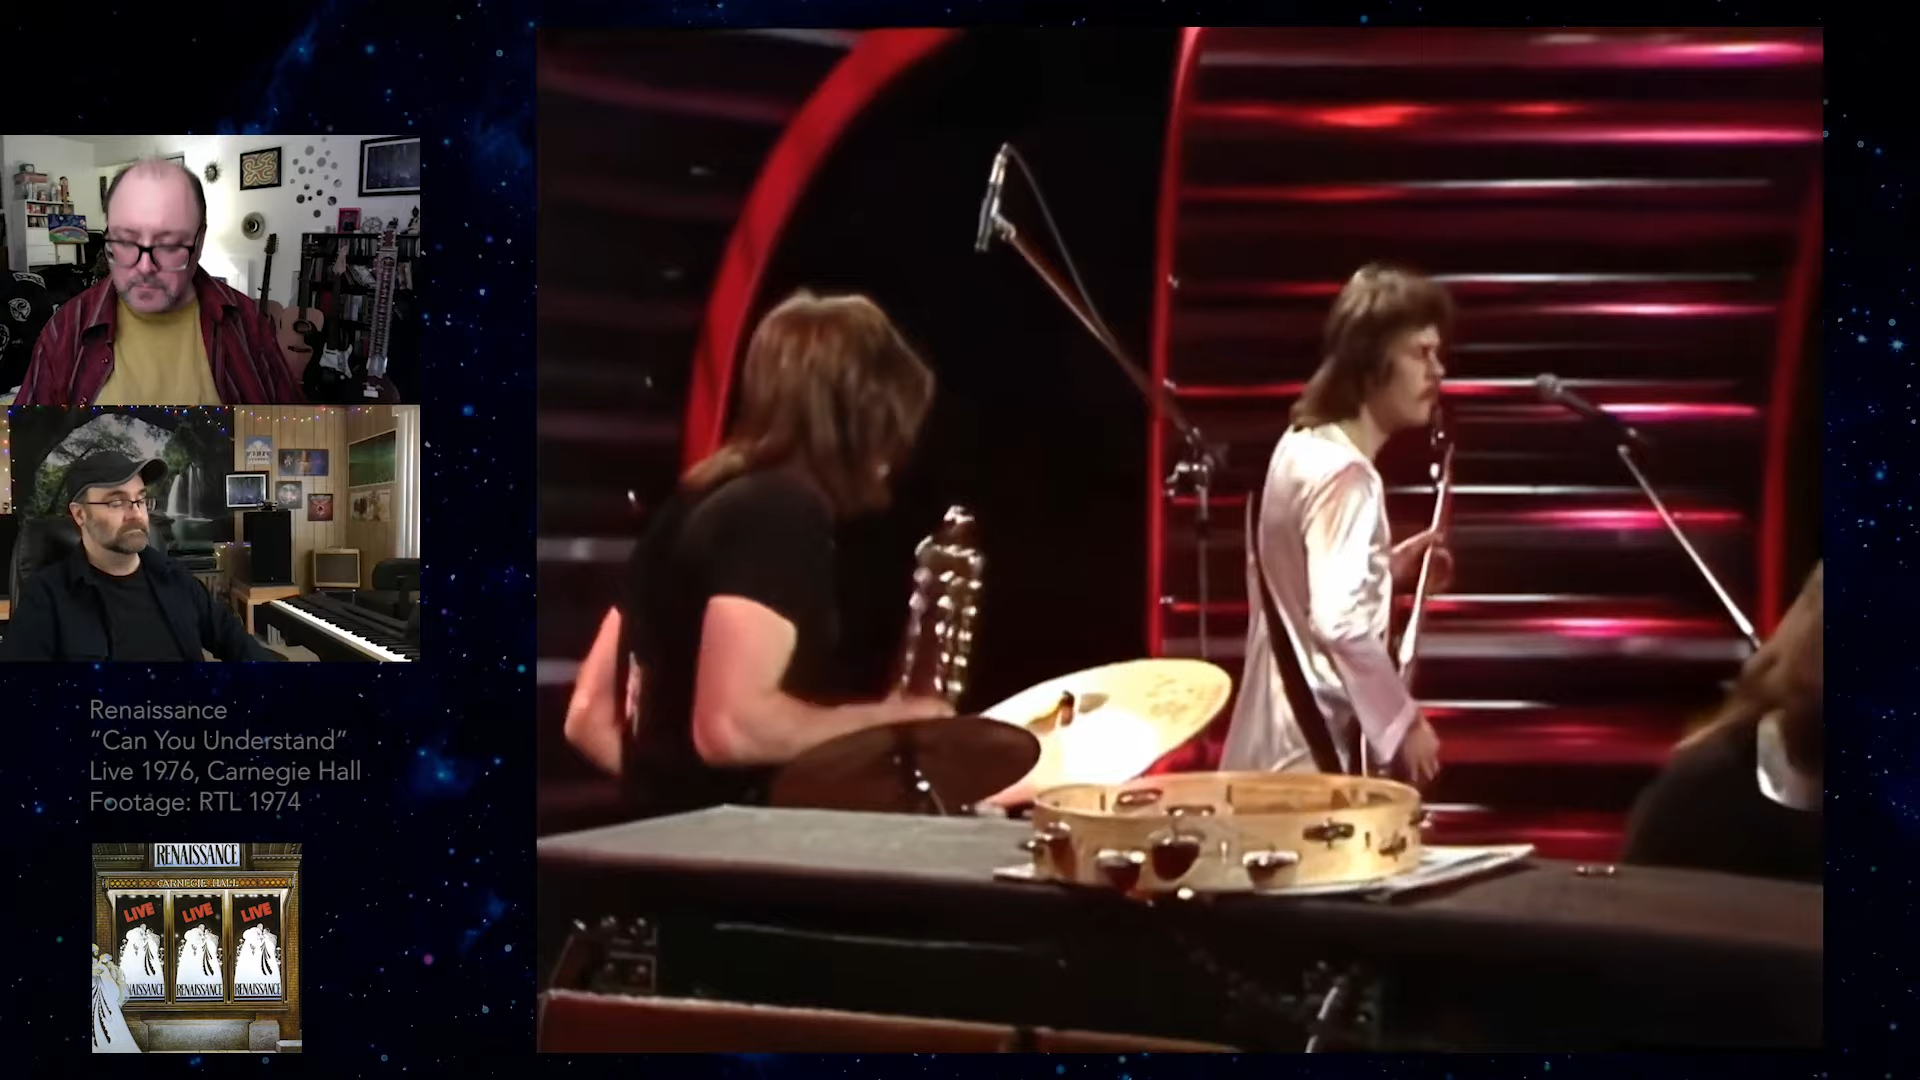 Renaissance
“Can You Understand”
Live 1976, Carnegie Hall
Footage: RTL 1974
RENAISSANCE
CARNEGIE HALL
LIVE LIVE LIVE
NAISSANCE RENAISSANCE RENAISSANCE